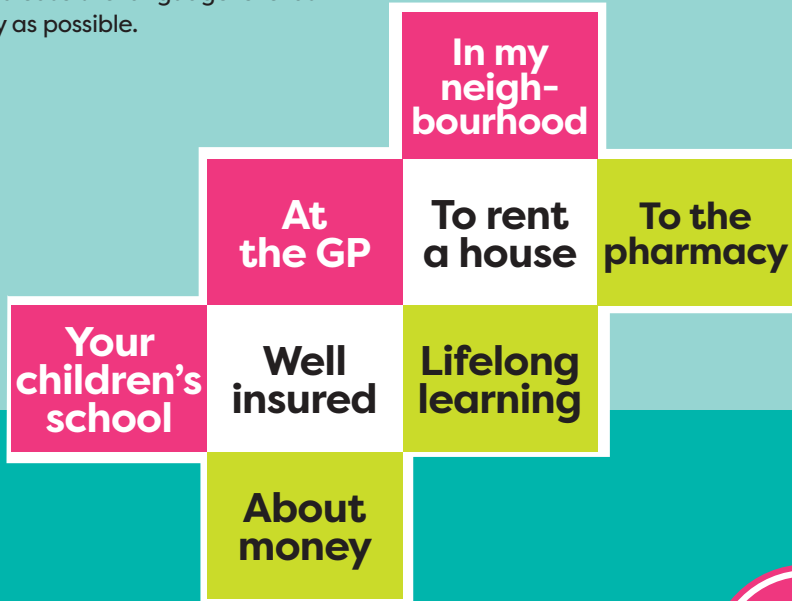 y as possible.
In my
neigh-
bourhood
At
the GP
To rent
a house
To the
pharmacy
Your
children's
school
Well
insured
Lifelong
learning
About
money